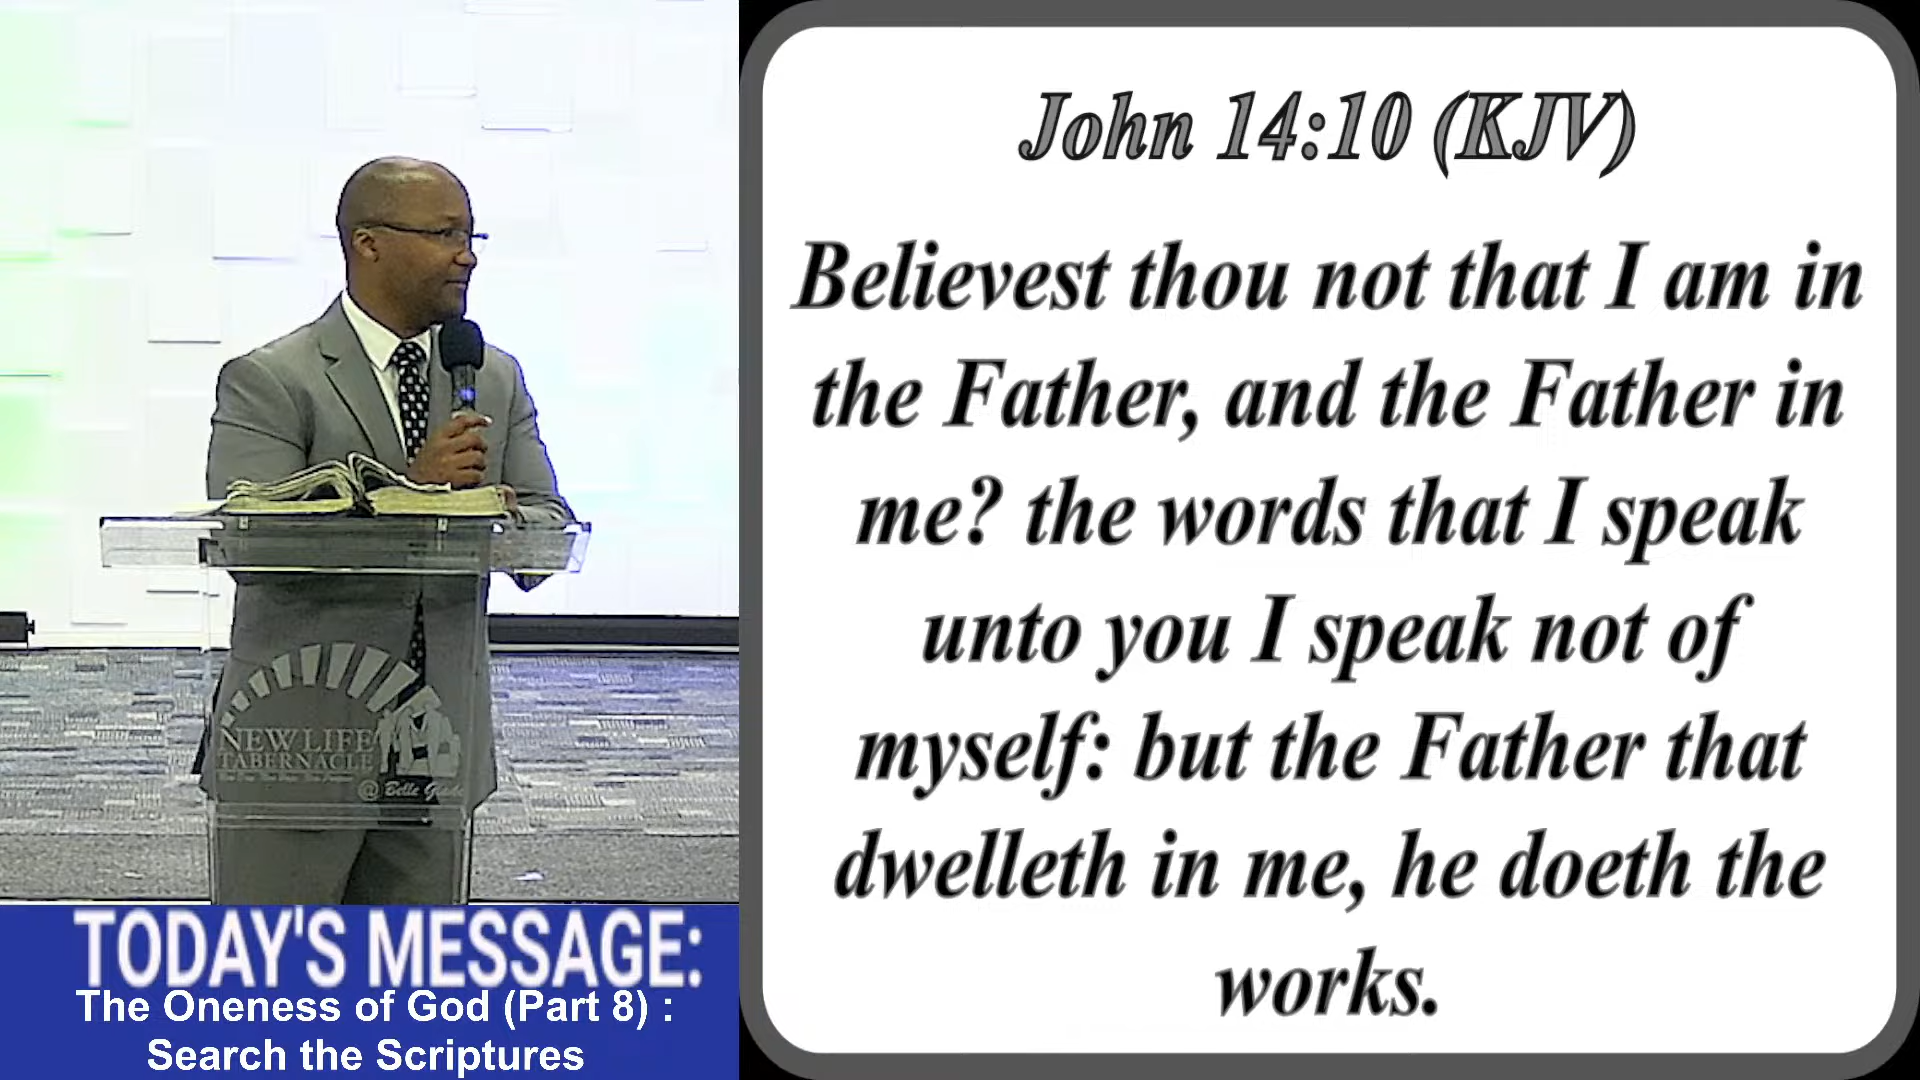 John 14:10 (KJV)
Believest thou not that I am in
the Father, and the Father in
me? the words that I speak
unto you I speak not of
myself: but the Father that
dwelleth in me, he doeth the
works.
NEW LIFE
TABERNACLE
@ Belle Glade
TODAY'S MESSAGE:
The Oneness of God (Part 8) :
Search the Scriptures